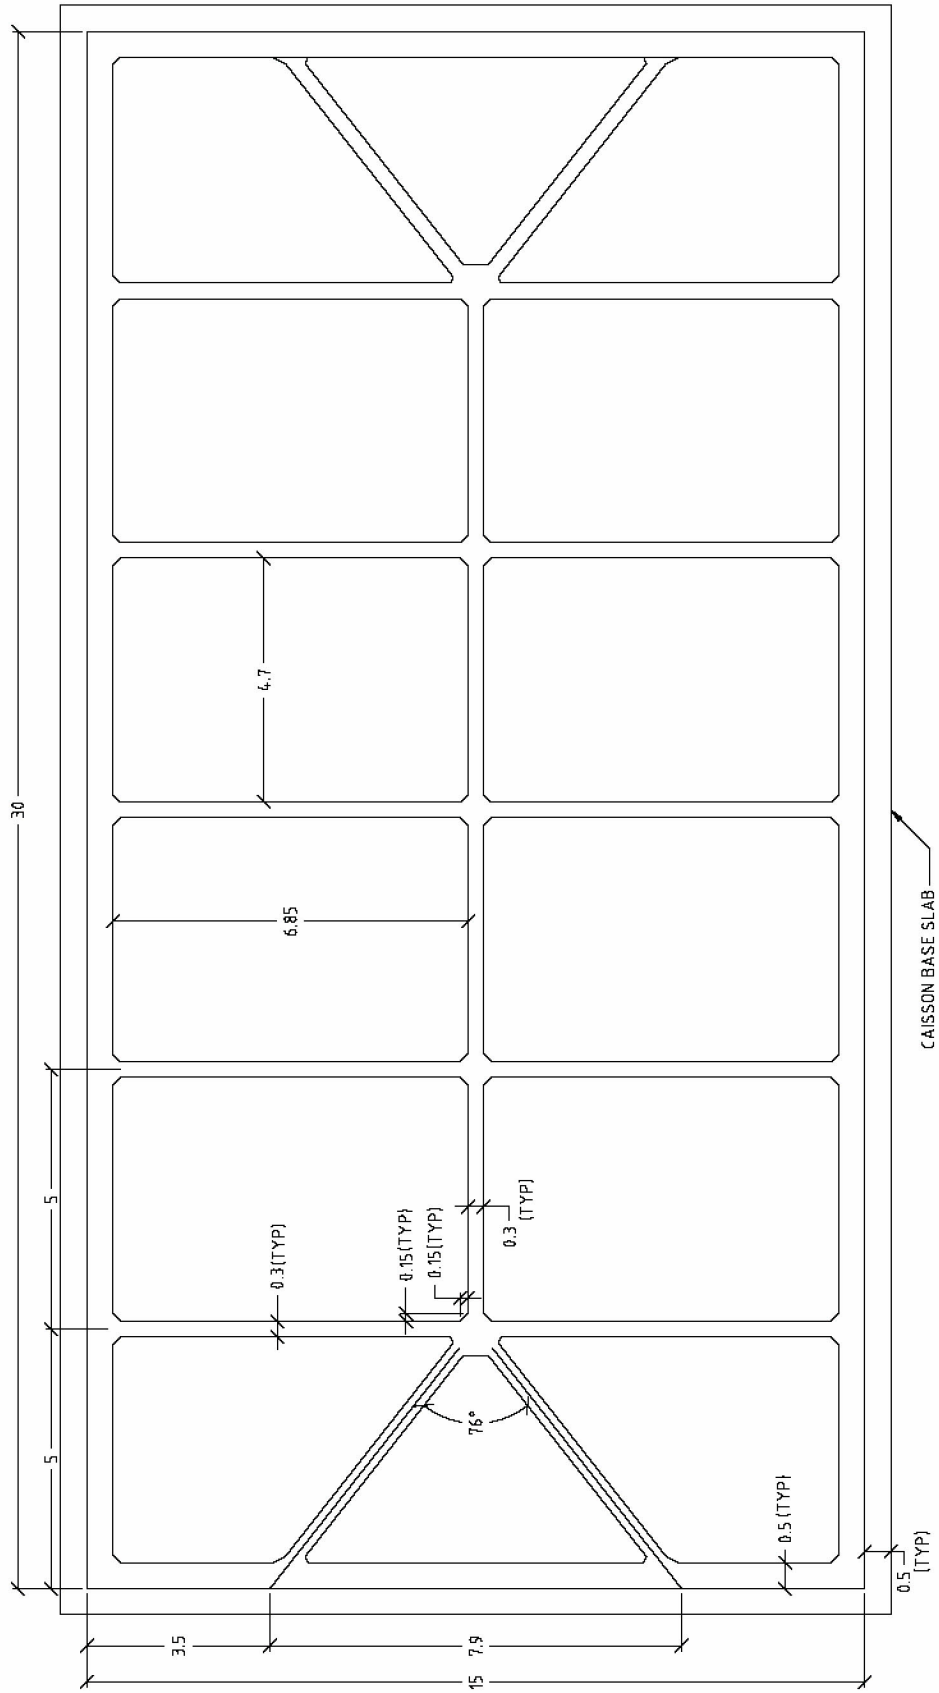 30
5
5
4.7
6.85
0.3(TYP)
0.15(TYP)
0.15(TYP)
0.3
(TYP)
76°
0.5 (TYP)
0.5
(TYP)
3.5
7.9
15
CAISSON BASE SLAB